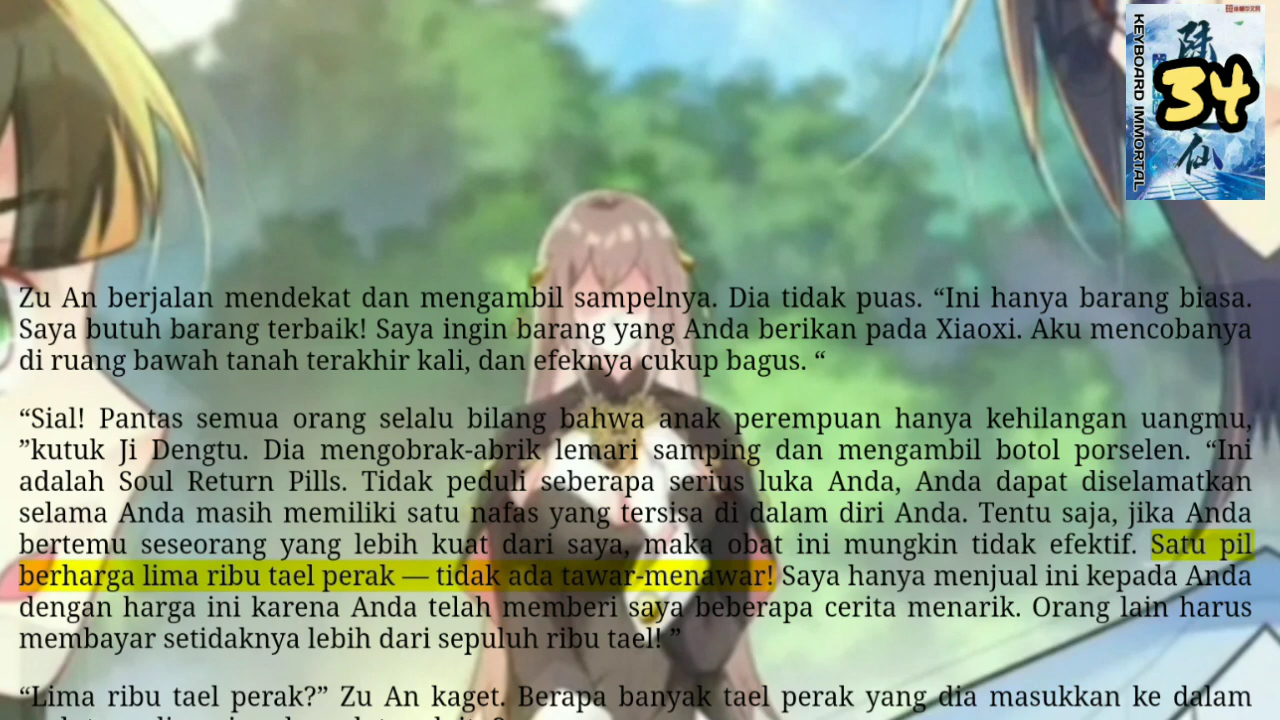 KEYBOARD IMMORTAL
34
仙
Zu An berjalan mendekat dan mengambil sampelnya. Dia tidak puas. “Ini hanya barang biasa.
Saya butuh barang terbaik! Saya ingin barang yang Anda berikan pada Xiaoxi. Aku mencobanya
di ruang bawah tanah terakhir kali, dan efeknya cukup bagus. “
“Sial! Pantas semua orang selalu bilang bahwa anak perempuan hanya kehilangan uangmu,
”kutuk Ji Dengtu. Dia mengobrak-abrik lemari samping dan mengambil botol porselen. “Ini
adalah Soul Return Pills. Tidak peduli seberapa serius luka Anda, Anda dapat diselamatkan
selama Anda masih memiliki satu nafas yang tersisa di dalam diri Anda. Tentu saja, jika Anda
bertemu seseorang yang lebih kuat dari saya, maka obat ini mungkin tidak efektif. Satu pil
berharga lima ribu tael perak — tidak ada tawar-menawar! Saya hanya menjual ini kepada Anda
dengan harga ini karena Anda telah memberi saya beberapa cerita menarik. Orang lain harus
membayar setidaknya lebih dari sepuluh ribu tael! ”
“Lima ribu tael perak?” Zu An kaget. Berapa banyak tael perak yang dia masukkan ke dalam